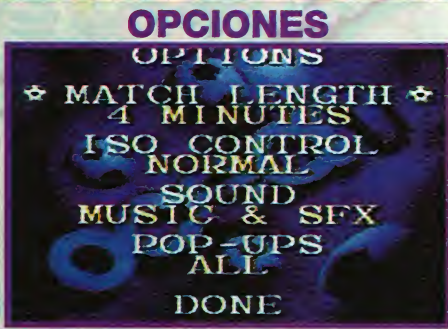 OPCIONES
OPTIONS
MATCH LENGTH
4 MINUTES
ISO CONTROL
NORMAL
SOUND
MUSIC & SFX
POP-UPS
ALL
DONE